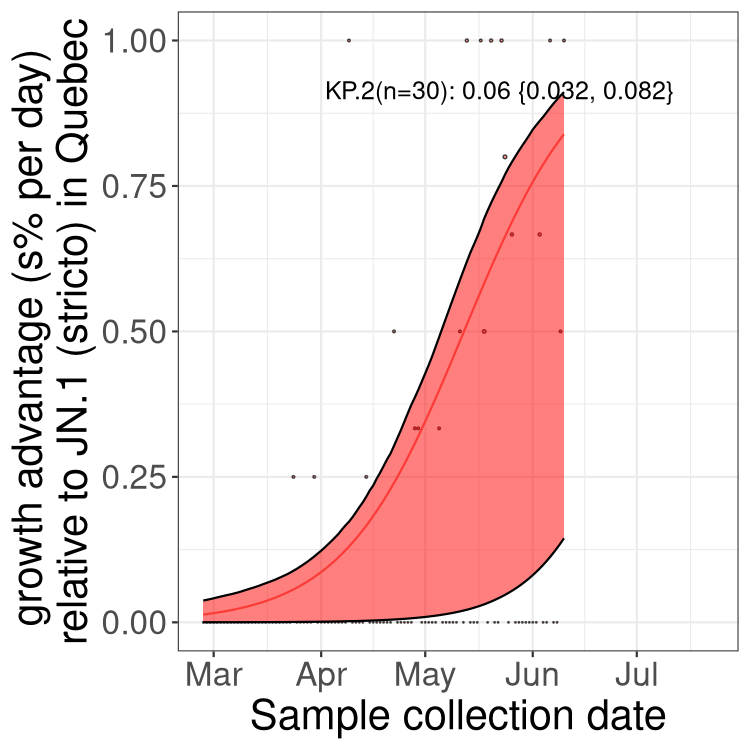 growth advantage (s% per day)
relative to JN.1 (stricto) in Quebec
1.00
0.75
0.50
0.25
0.00
KP.2(n=30): 0.06 {0.032, 0.082}
Mar Apr May Jun Jul
Sample collection date